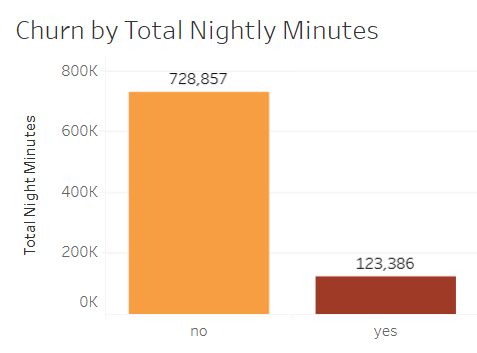 Churn by Total Nightly Minutes
Total Night Minutes
800K
600K
400K
200K
0K
728,857
123,386
no
yes